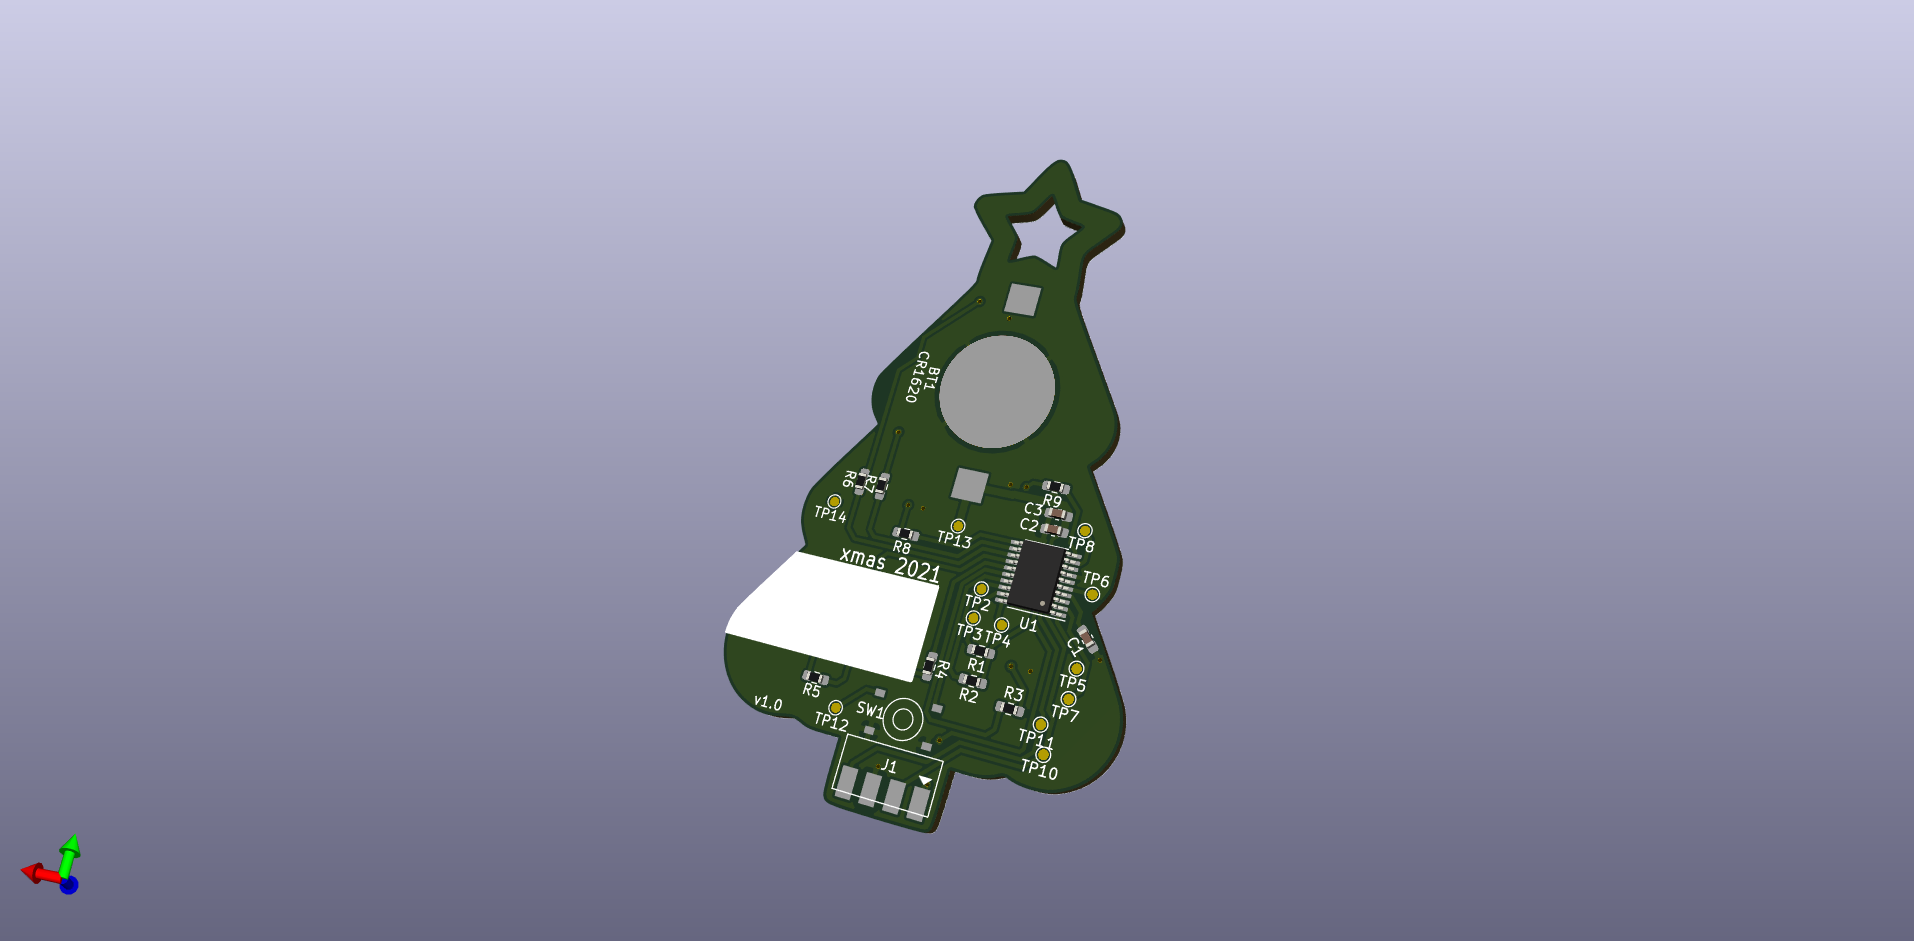 BT1
CR1620
R6
R7
TP14
R9
C3
C2
TP13
TP8
R8
xmas 2021
TP6
TP2
TP3
TP4
U1
C1
R1
R4
R2
TP5
R5
R3
v1.0
TP12
SW1
TP7
TP11
J1
TP10